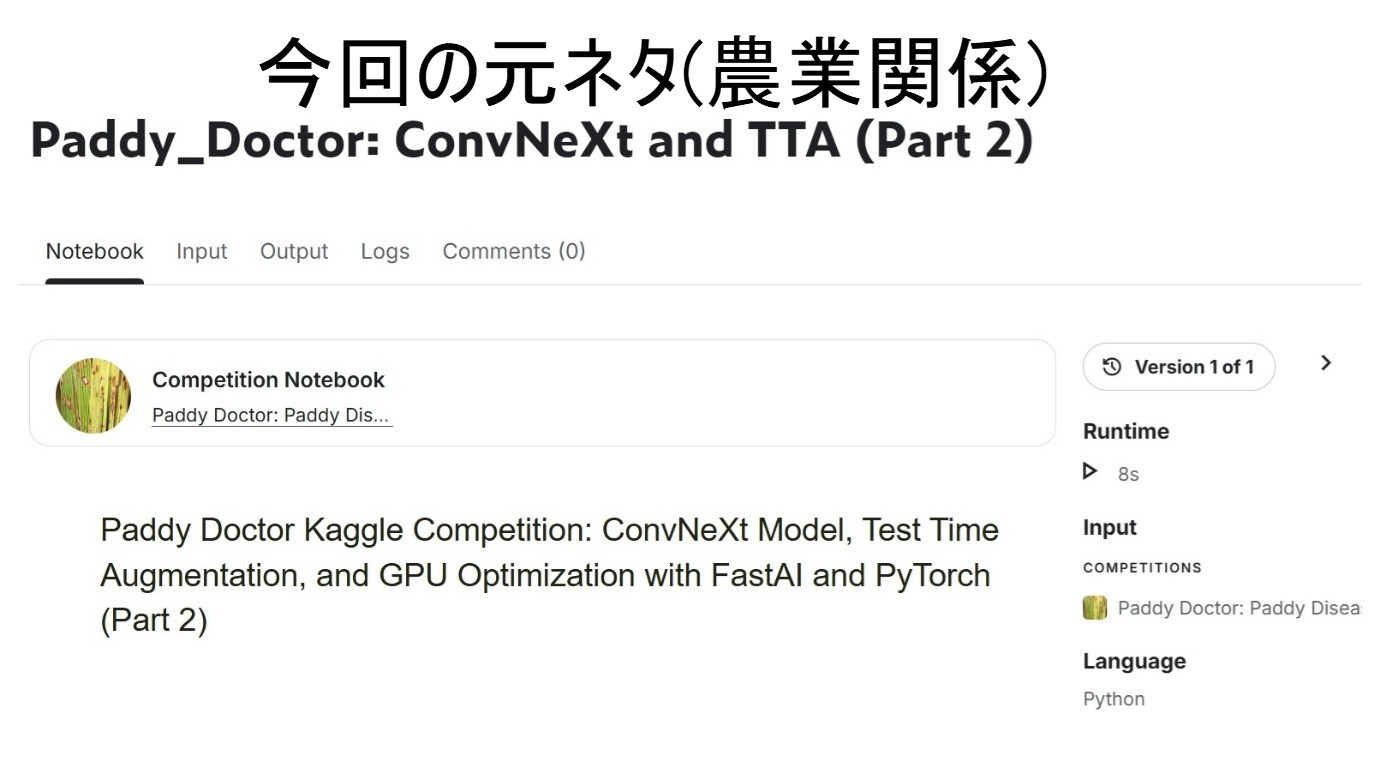 今回の元ネタ(農業関係)
Paddy_Doctor: ConvNeXt and TTA (Part 2)
Notebook Input Output Logs Comments (0)
Competition Notebook
Paddy Doctor: Paddy Dis...
Version 1 of 1
Runtime
8s
Input
COMPETITIONS
Paddy Doctor: Paddy Disea
Language
Python
Paddy Doctor Kaggle Competition: ConvNeXt Model, Test Time
Augmentation, and GPU Optimization with FastAI and PyTorch
(Part 2)